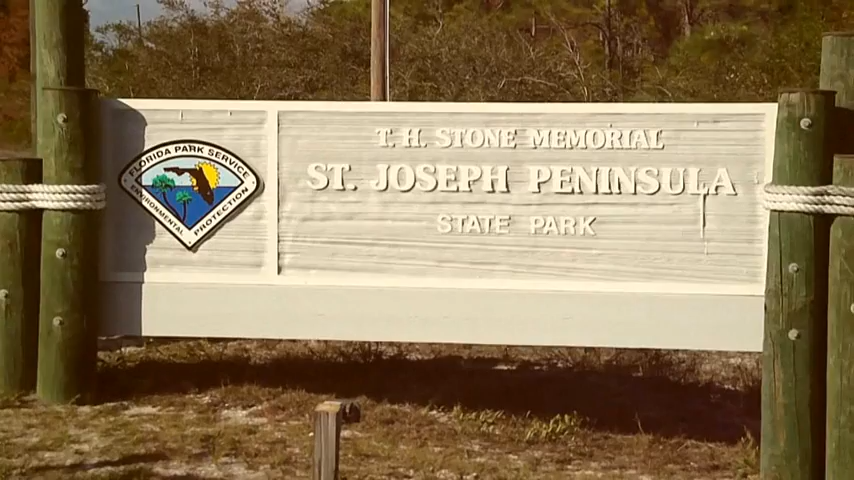 FLORIDA PARK SERVICE
ENVIRONMENTAL PROTECTION
T. H. STONE MEMORIAL
ST. JOSEPH PENINSULA
STATE PARK